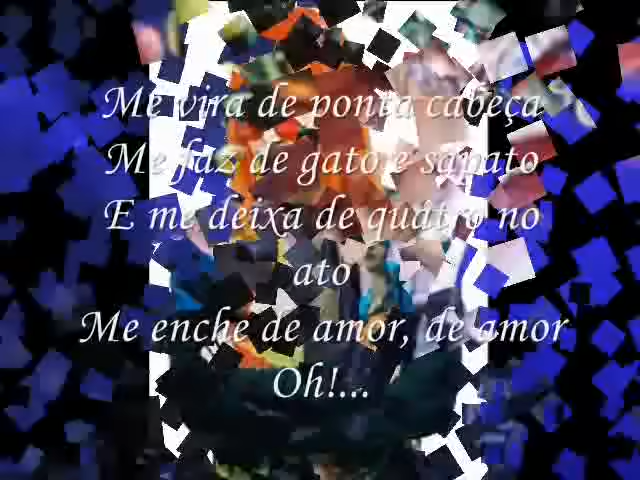 Me vira de ponta cabeça
Me faz de gato e sapato
E me deixa de quatro no
ato
Me enche de amor, de amor
Oh!...